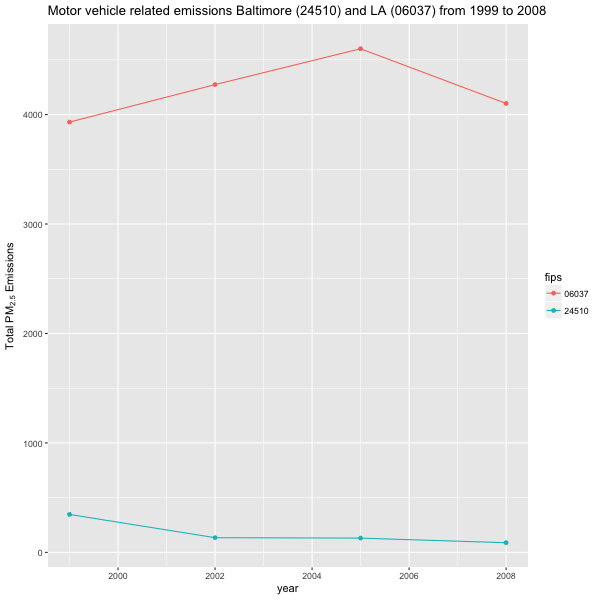 Motor vehicle related emissions Baltimore (24510) and LA (06037) from 1999 to 2008
Total PM2.5 Emissions
4000
3000
2000
1000
0
2000 2002 2004 2006 2008
year
fips
06037
24510